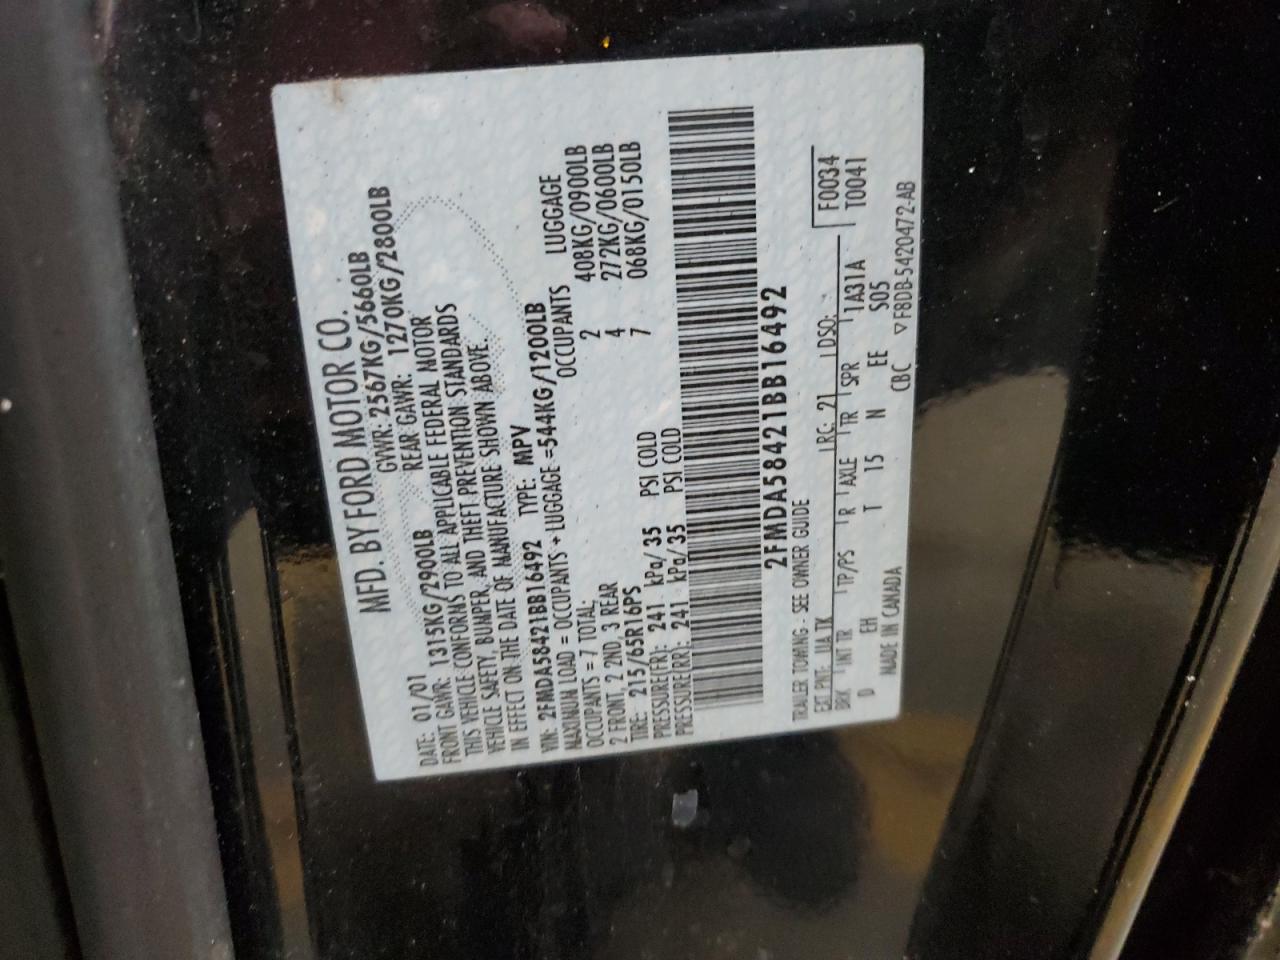 MFD. BY FORD MOTOR CO.
DATE: 01/01 GVWR: 2567KG/5660LB
FRONT GAWR: 1315KG/2900LB REAR GAWR: 1270KG/2800LB
THIS VEHICLE CONFORMS TO ALL APPLICABLE FEDERAL MOTOR
VEHICLE SAFETY, BUMPER, AND THEFT PREVENTION STANDARDS
IN EFFECT ON THE DATE OF MANUFACTURE SHOWN ABOVE.
VIN: 2FMDA58421BB16492 TYPE: MPV
MAXIMUM LOAD = OCCUPANTS + LUGGAGE =544KG/1200LB
OCCUPANTS = 7 TOTAL OCCUPANTS LUGGAGE
2 FRONT, 2 2ND, 3 REAR 2 408KG/0900LB
TIRE: 215/65R16PS 4 272KG/0600LB
PRESSURE(FR): 241 kPa/ 35 PSI COLD 7 068KG/0150LB
PRESSURE(RR): 241 kPa/ 35 PSI COLD
2FMDA58421BB16492
TRAILER TOWING - SEE OWNER GUIDE
EXT PNT: UA TK RC: 21 DSO: F0034
BRK INT TR TP/PS R AXLE TR SPR 1A31A T0041
D EH T 15 N EE S05
MADE IN CANADA CBC ▽F8DB-5420472-AB